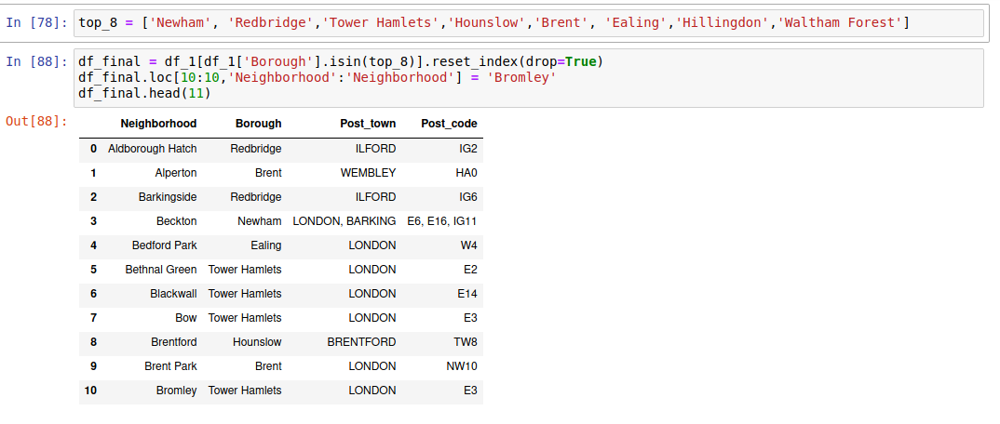 In [78]: top_8 = ['Newham', 'Redbridge','Tower Hamlets','Hounslow','Brent', 'Ealing','Hillingdon','Waltham Forest']
In [88]: df_final = df_1[df_1['Borough'].isin(top_8)].reset_index(drop=True)
df_final.loc[10:10,'Neighborhood':'Neighborhood'] = 'Bromley'
df_final.head(11)
Out[88]:
Neighborhood Borough Post_town Post_code
0 Aldborough Hatch Redbridge ILFORD IG2
1 Alperton Brent WEMBLEY HA0
2 Barkingside Redbridge ILFORD IG6
3 Beckton Newham LONDON, BARKING E6, E16, IG11
4 Bedford Park Ealing LONDON W4
5 Bethnal Green Tower Hamlets LONDON E2
6 Blackwall Tower Hamlets LONDON E14
7 Bow Tower Hamlets LONDON E3
8 Brentford Hounslow BRENTFORD TW8
9 Brent Park Brent LONDON NW10
10 Bromley Tower Hamlets LONDON E3